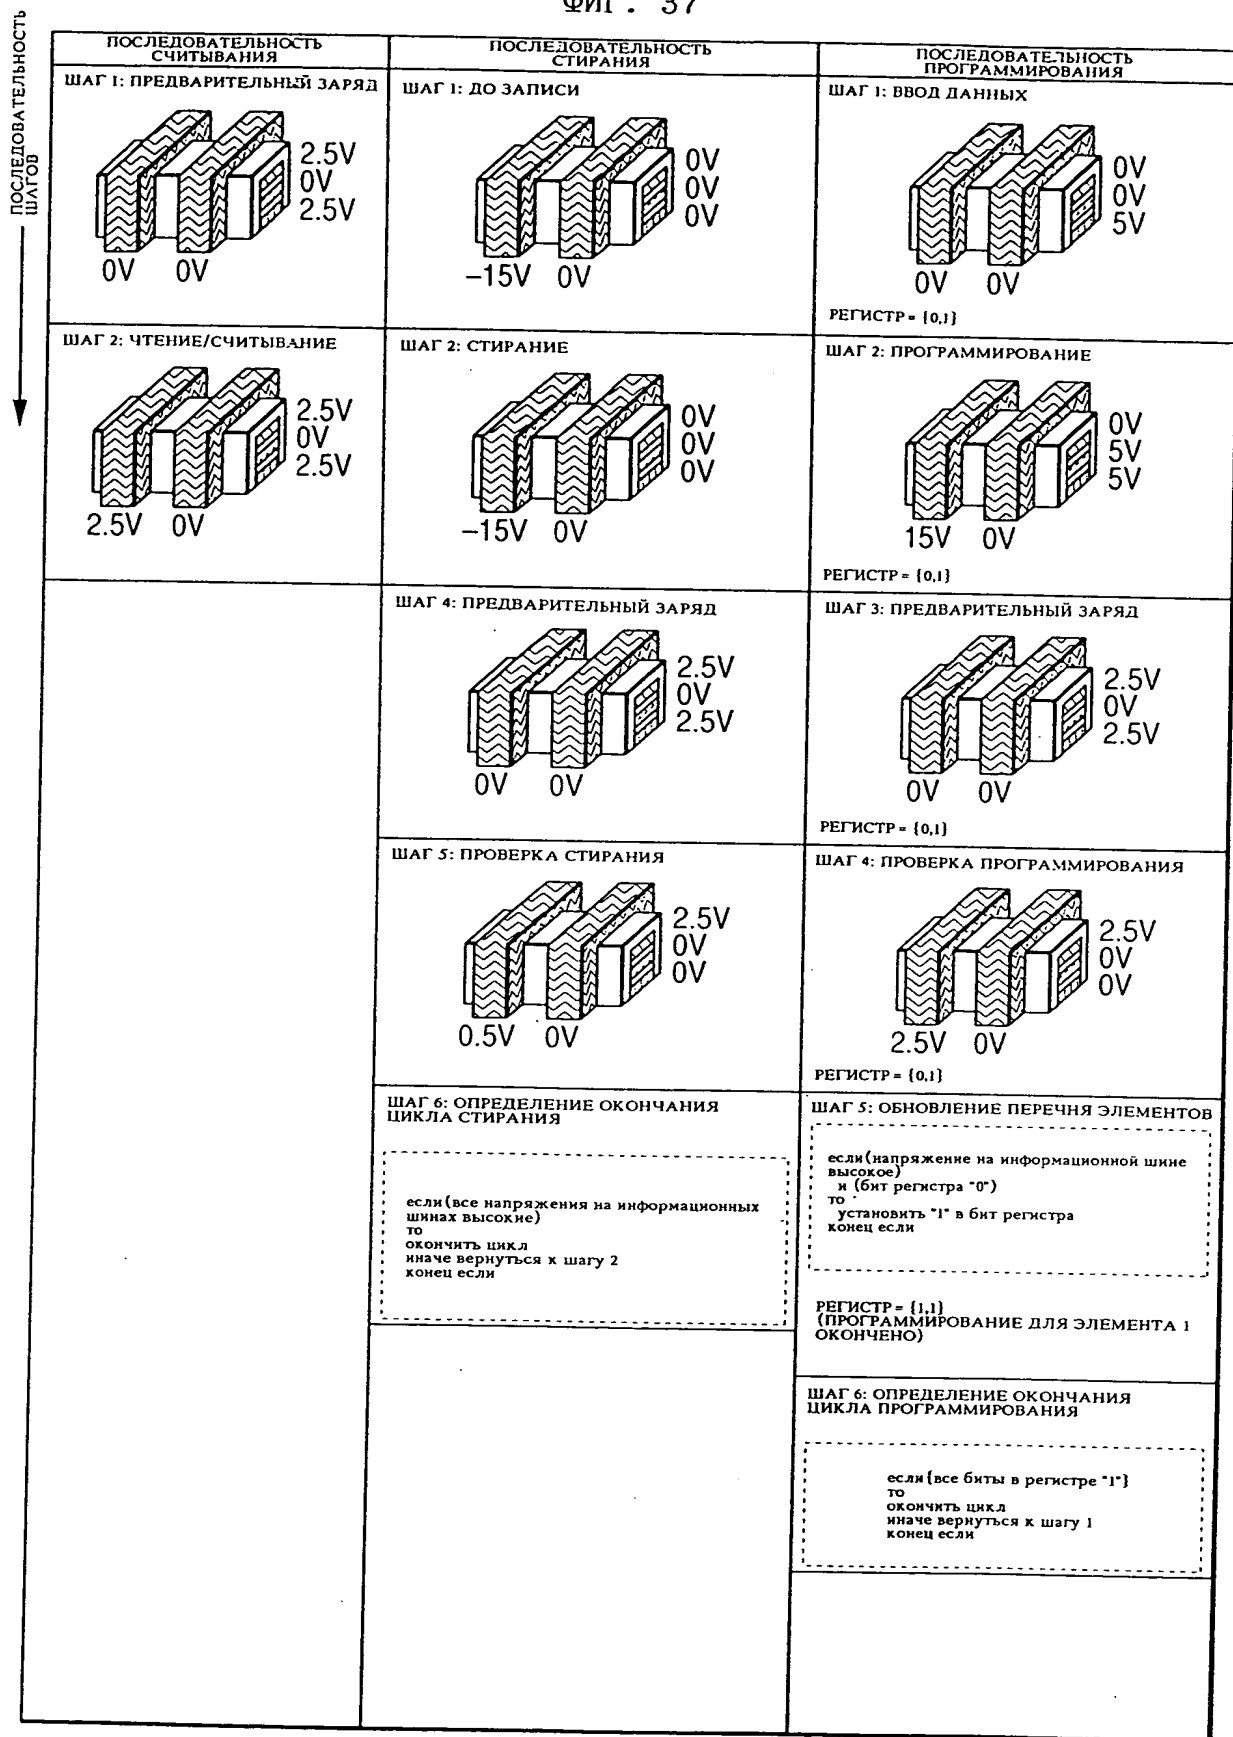 ФИГ. 37
ПОСЛЕДОВАТЕЛЬНОСТЬ
ШАГОВ
ПОСЛЕДОВАТЕЛЬНОСТЬ
СЧИТЫВАНИЯ
ШАГ 1: ПРЕДВАРИТЕЛЬНЫЙ ЗАРЯД
2.5V
0V
2.5V
0V 0V
ШАГ 2: ЧТЕНИЕ/СЧИТЫВАНИЕ
2.5V
0V
2.5V
2.5V 0V
ПОСЛЕДОВАТЕЛЬНОСТЬ
СТИРАНИЯ
ШАГ 1: ДО ЗАПИСИ
0V
0V
0V
–15V 0V
ШАГ 2: СТИРАНИЕ
0V
0V
0V
–15V 0V
ШАГ 4: ПРЕДВАРИТЕЛЬНЫЙ ЗАРЯД
2.5V
0V
2.5V
0V 0V
ШАГ 5: ПРОВЕРКА СТИРАНИЯ
2.5V
0V
0V
0.5V 0V
ШАГ 6: ОПРЕДЕЛЕНИЕ ОКОНЧАНИЯ
ЦИКЛА СТИРАНИЯ
если(все напряжения на информационных
шинах высокие)
то
окончить цикл
иначе вернуться к шагу 2
конец если
ПОСЛЕДОВАТЕЛЬНОСТЬ
ПРОГРАММИРОВАНИЯ
ШАГ 1: ВВОД ДАННЫХ
0V
0V
5V
0V 0V
РЕГИСТР = {0,1}
ШАГ 2: ПРОГРАММИРОВАНИЕ
0V
5V
5V
15V 0V
РЕГИСТР = {0,1}
ШАГ 3: ПРЕДВАРИТЕЛЬНЫЙ ЗАРЯД
2.5V
0V
2.5V
0V 0V
РЕГИСТР = {0,1}
ШАГ 4: ПРОВЕРКА ПРОГРАММИРОВАНИЯ
2.5V
0V
0V
2.5V 0V
РЕГИСТР = {0,1}
ШАГ 5: ОБНОВЛЕНИЕ ПЕРЕЧНЯ ЭЛЕМЕНТОВ
если(напряжение на информационной шине
высокое)
и (бит регистра "0")
то
установить "1" в бит регистра
конец если
РЕГИСТР = {1,1}
(ПРОГРАММИРОВАНИЕ ДЛЯ ЭЛЕМЕНТА 1
ОКОНЧЕНО)
ШАГ 6: ОПРЕДЕЛЕНИЕ ОКОНЧАНИЯ
ЦИКЛА ПРОГРАММИРОВАНИЯ
если{все биты в регистре "1"}
то
окончить цикл
иначе вернуться к шагу 1
конец если